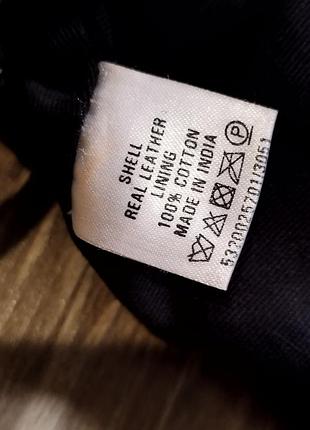 SHELL
REAL LEATHER
LINING
100% COTTON
MADE IN INDIA
P